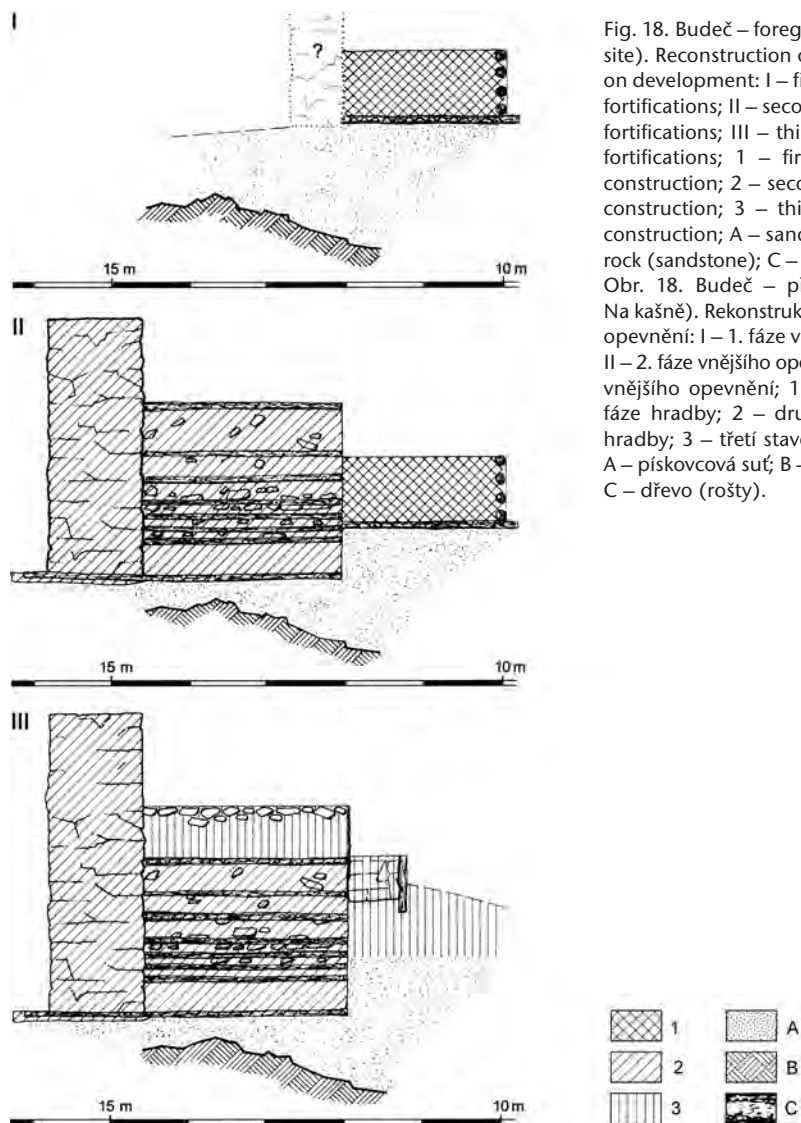 I
?
15 m
10 m
II
15 m
10 m
III
15 m
10 m
1
2
3
A
B
C
Fig. 18. Budeč – foreg
site). Reconstruction
on development: I –
fortifications; II – seco
fortifications; III – thi
fortifications; 1 – fir
construction; 2 – seco
construction; 3 – thi
construction; A – sand
rock (sandstone); C –
Obr. 18. Budeč –
Na kašně). Rekonstruk
opevnění: I – 1. fáze v
II – 2. fáze vnějšího ope
vnějšího opevnění; 1
fáze hradby; 2 – dru
hradby; 3 – třetí stav
A – pískovcová suť; B –
C – dřevo (rošty).